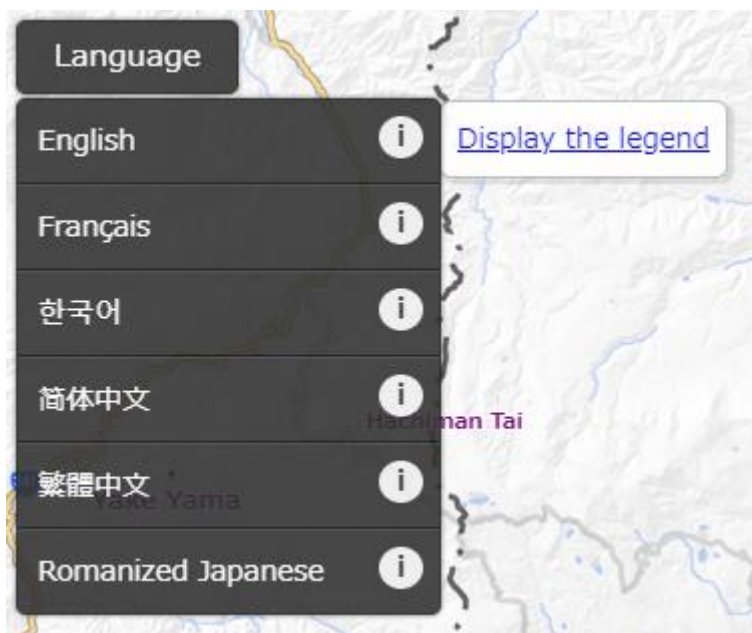 Language
English
Display the legend
Français
한국어
简体中文
Hachiman Tai
繁體中文
Yake Yama
Romanized Japanese